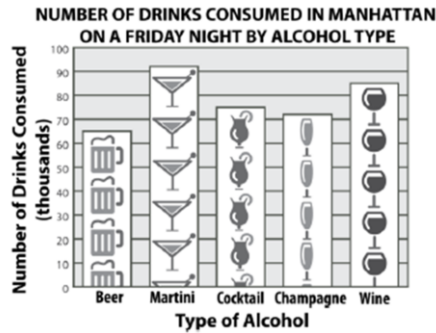 NUMBER OF DRINKS CONSUMED IN MANHATTAN
ON A FRIDAY NIGHT BY ALCOHOL TYPE
Number of Drinks Consumed
(thousands)
100
90
80
70
60
50
40
30
20
10
0
Beer Martini Cocktail Champagne Wine
Type of Alcohol